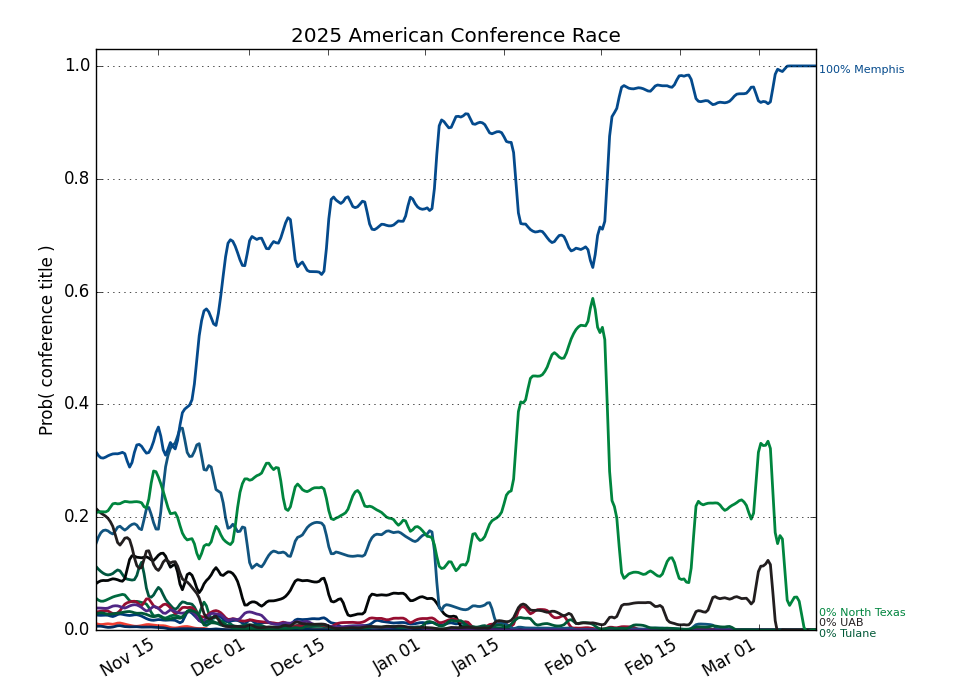 2025 American Conference Race
Prob( conference title )
1.0
0.8
0.6
0.4
0.2
0.0
Nov 15
Dec 01
Dec 15
Jan 01
Jan 15
Feb 01
Feb 15
Mar 01
100% Memphis
0% North Texas
0% UAB
0% Tulane